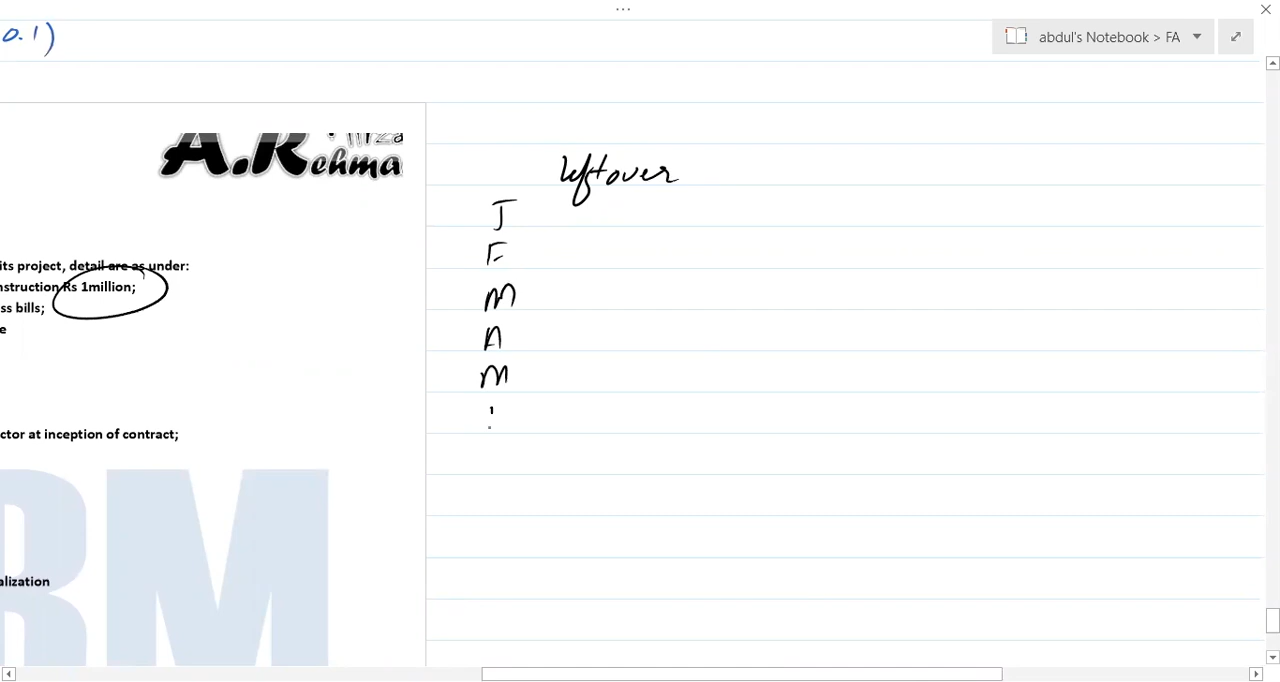 ...
0.1)
abdul's Notebook > FA
A.Rehma
its project, detail are as under:
nstruction Rs 1million;
ss bills;
e
ctor at inception of contract;
alization
RM
leftover
J
F
M
A
M